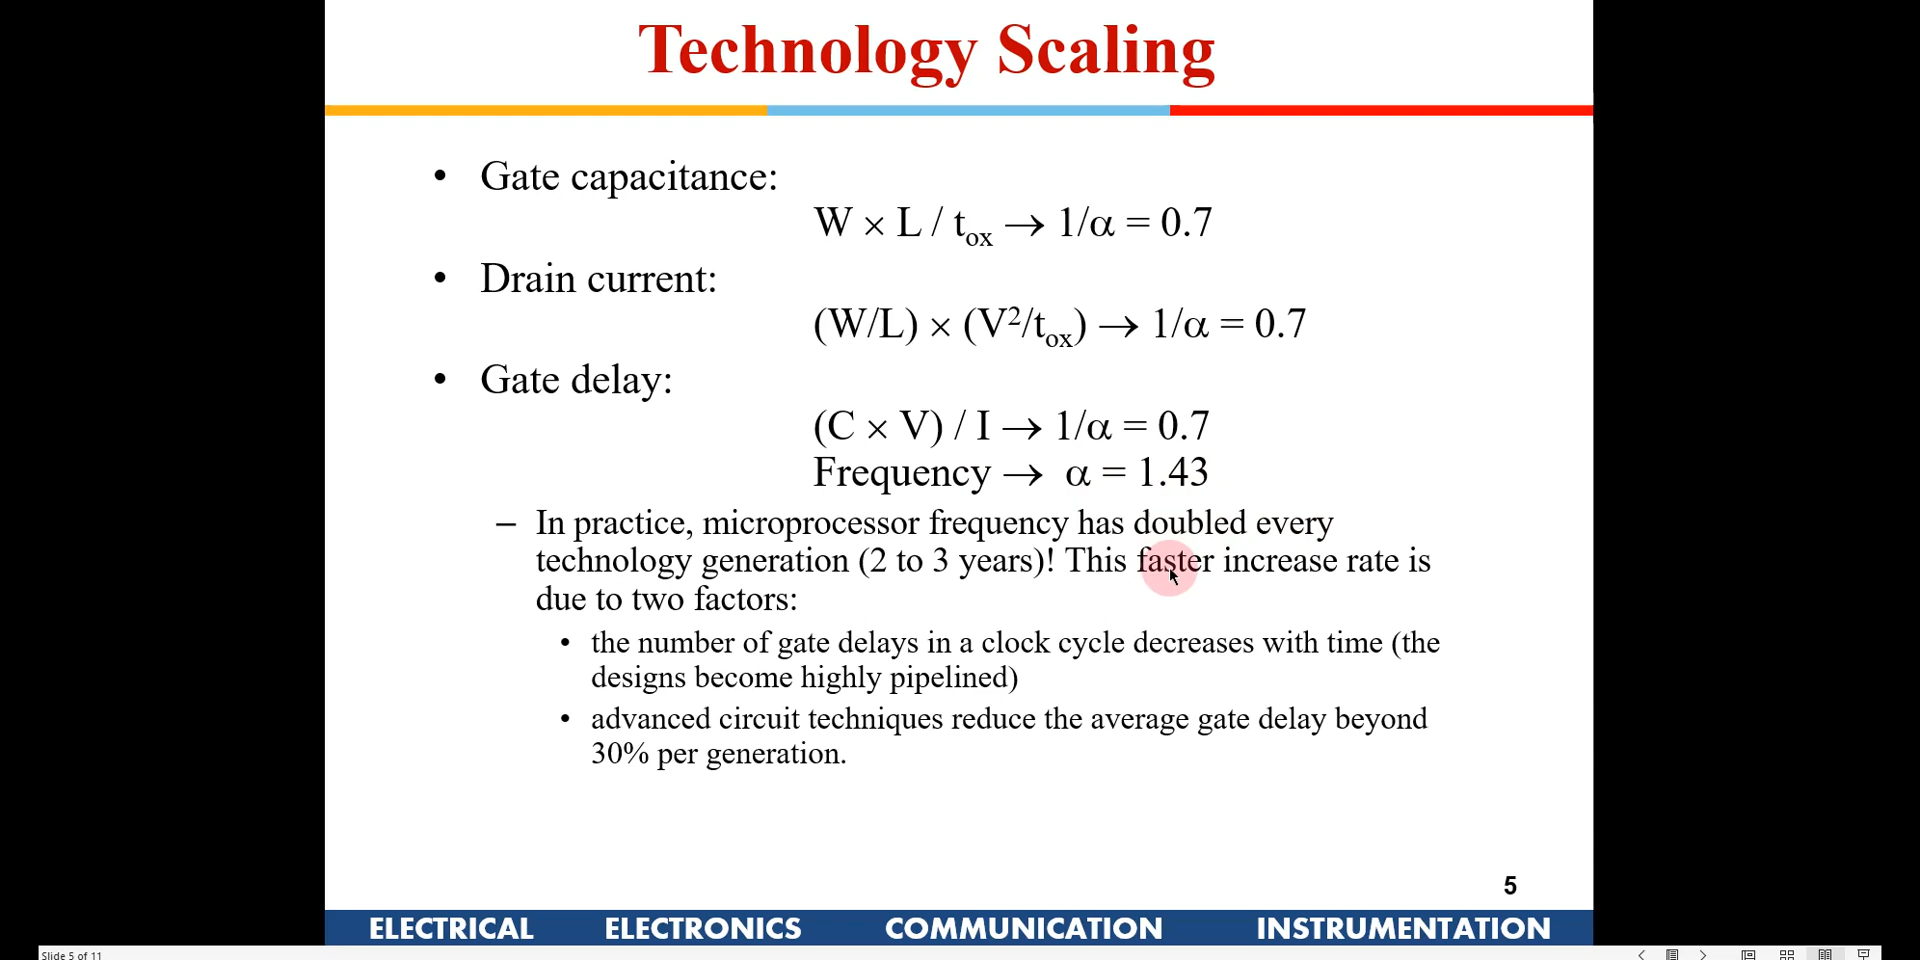 Technology Scaling
• Gate capacitance:
W × L / tox → 1/α = 0.7
• Drain current:
(W/L) × (V²/tox) → 1/α = 0.7
• Gate delay:
(C × V) / I → 1/α = 0.7
Frequency → α = 1.43
– In practice, microprocessor frequency has doubled every
technology generation (2 to 3 years)! This faster increase rate is
due to two factors:
• the number of gate delays in a clock cycle decreases with time (the
designs become highly pipelined)
• advanced circuit techniques reduce the average gate delay beyond
30% per generation.
5
ELECTRICAL ELECTRONICS COMMUNICATION INSTRUMENTATION
Slide 5 of 11